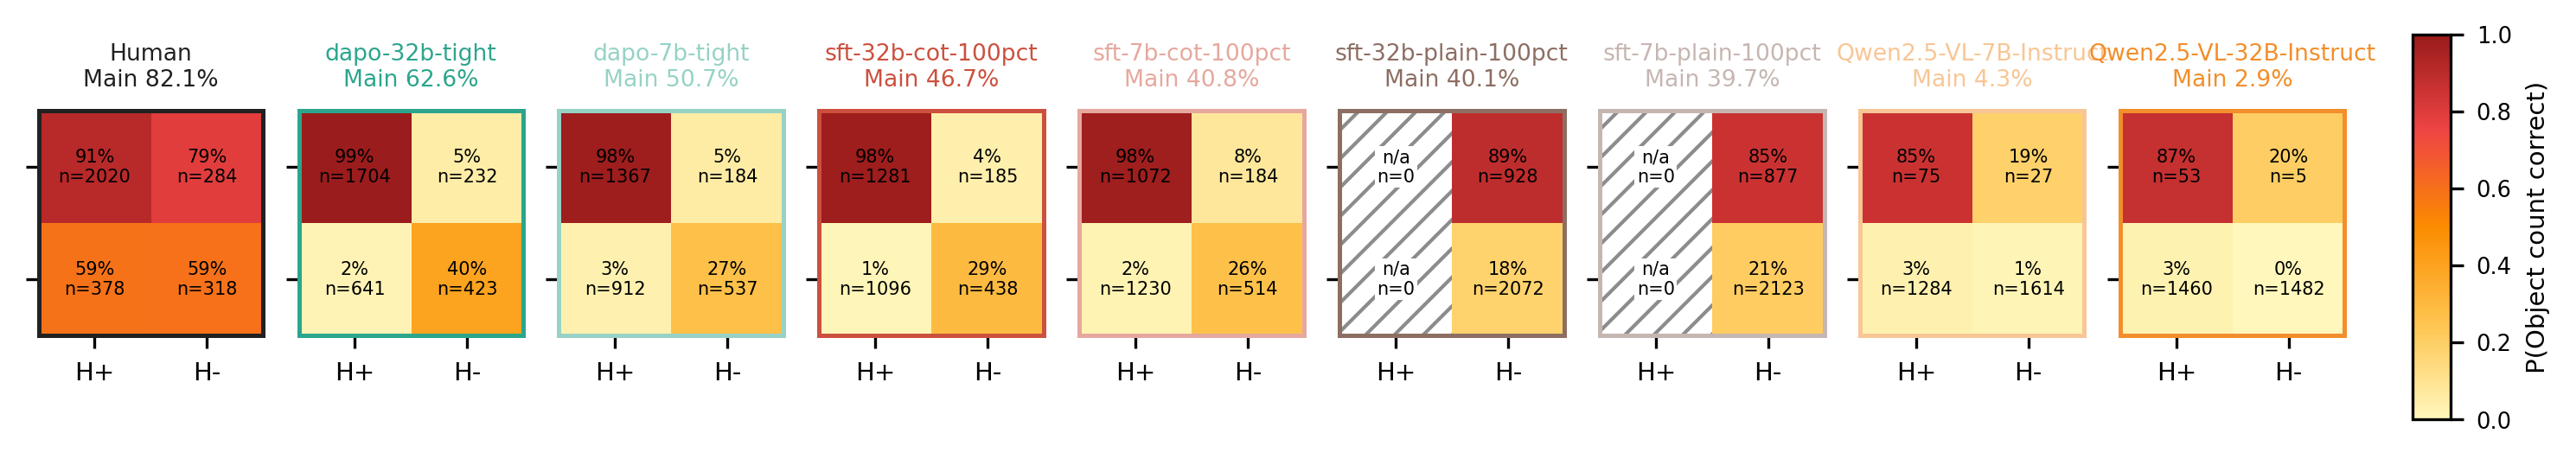 Human
Main 82.1%
91%
n=2020
79%
n=284
59%
n=378
59%
n=318
H+
H-
dapo-32b-tight
Main 62.6%
99%
n=1704
5%
n=232
2%
n=641
40%
n=423
H+
H-
dapo-7b-tight
Main 50.7%
98%
n=1367
5%
n=184
3%
n=912
27%
n=537
H+
H-
sft-32b-cot-100pct
Main 46.7%
98%
n=1281
4%
n=185
1%
n=1096
29%
n=438
H+
H-
sft-7b-cot-100pct
Main 40.8%
98%
n=1072
8%
n=184
2%
n=1230
26%
n=514
H+
H-
sft-32b-plain-100pct
Main 40.1%
n/a
n=0
89%
n=928
n/a
n=0
18%
n=2072
H+
H-
sft-7b-plain-100pct
Main 39.7%
n/a
n=0
85%
n=877
n/a
n=0
21%
n=2123
H+
H-
Qwen2.5-VL-7B-Instruct
Main 4.3%
85%
n=75
19%
n=27
3%
n=1284
1%
n=1614
H+
H-
Qwen2.5-VL-32B-Instruct
Main 2.9%
87%
n=53
20%
n=5
3%
n=1460
0%
n=1482
H+
H-
1.0
0.8
0.6
0.4
0.2
0.0
P(Object count correct)